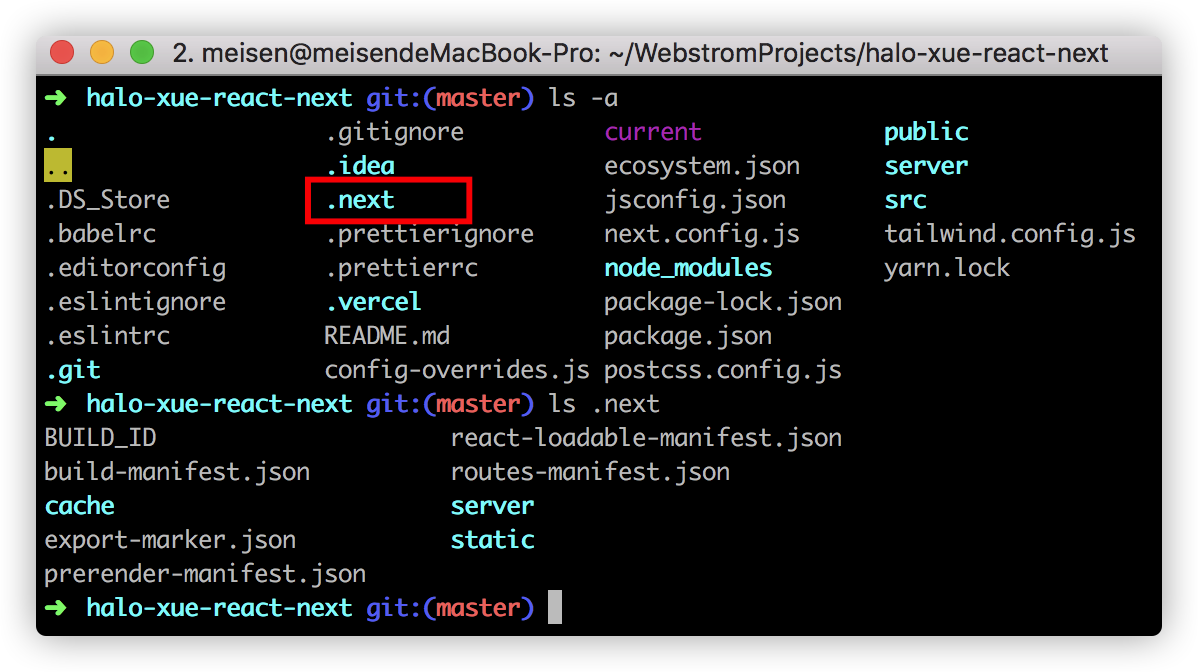 2. meisen@meisendeMacBook-Pro: ~/WebstromProjects/halo-xue-react-next
➜ halo-xue-react-next git:(master) ls -a
. .gitignore current public
.. .idea ecosystem.json server
.DS_Store .next jsconfig.json src
.babelrc .prettierignore next.config.js tailwind.config.js
.editorconfig .prettierrc node_modules yarn.lock
.eslintignore .vercel package-lock.json
.eslintrc README.md package.json
.git config-overrides.js postcss.config.js
➜ halo-xue-react-next git:(master) ls .next
BUILD_ID react-loadable-manifest.json
build-manifest.json routes-manifest.json
cache server
export-marker.json static
prerender-manifest.json
➜ halo-xue-react-next git:(master)